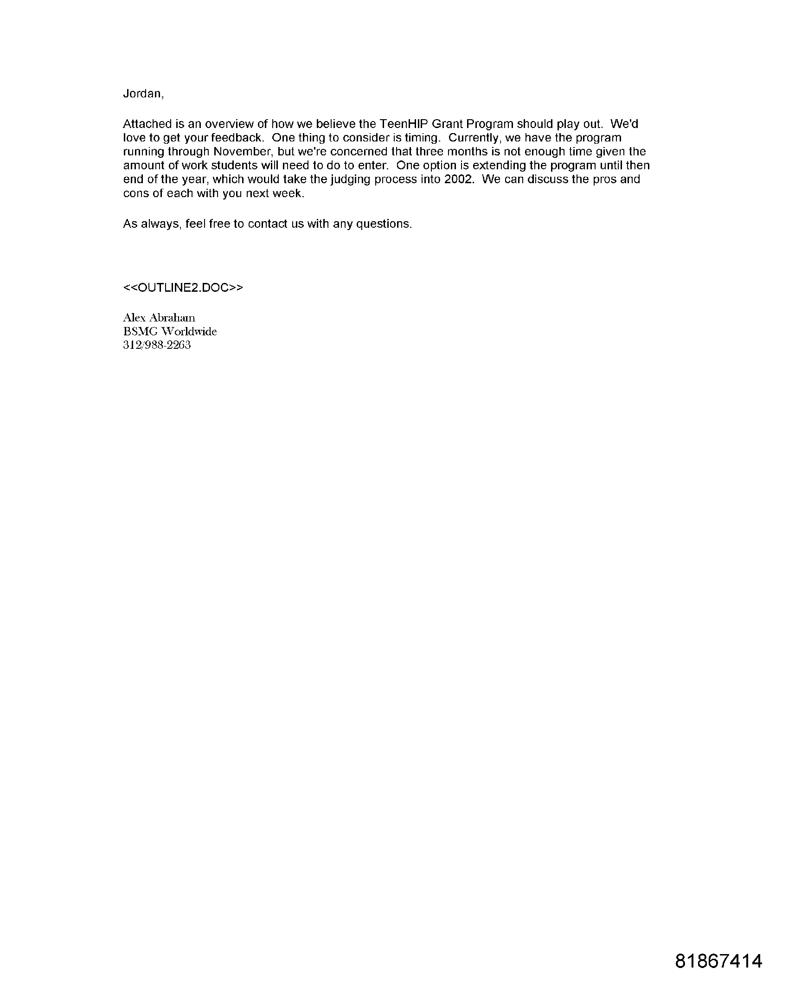 Jordan,
Attached is an overview of how we believe the TeenHIP Grant Program should play out.  We'd
love to get your feedback.  One thing to consider is timing.  Currently, we have the program
running through November, but we're concerned that three months is not enough time given the
amount of work students will need to do to enter.  One option is extending the program until then
end of the year, which would take the judging process into 2002.  We can discuss the pros and
cons of each with you next week.
As always, feel free to contact us with any questions.
<<OUTLINE2.DOC>>
Alex Abraham
BSMG Worldwide
312/988-2263
81867414